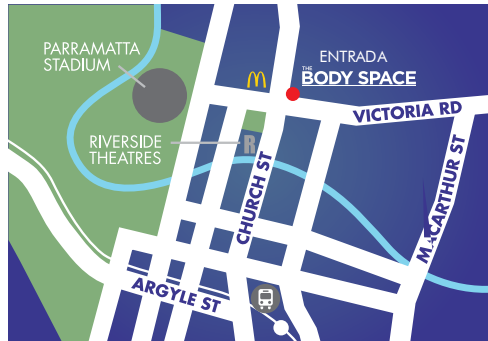 PARRAMATTA
STADIUM
ENTRADA
THE
BODY SPACE
VICTORIA RD
RIVERSIDE
THEATRES
R
CHURCH ST
MACARTHUR ST
ARGYLE ST